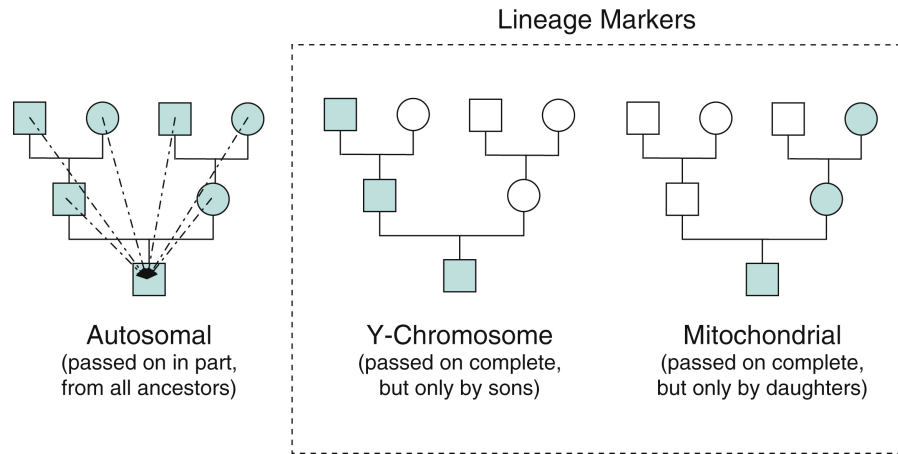 Lineage Markers
Autosomal
(passed on in part,
from all ancestors)
Y-Chromosome
(passed on complete,
but only by sons)
Mitochondrial
(passed on complete,
but only by daughters)